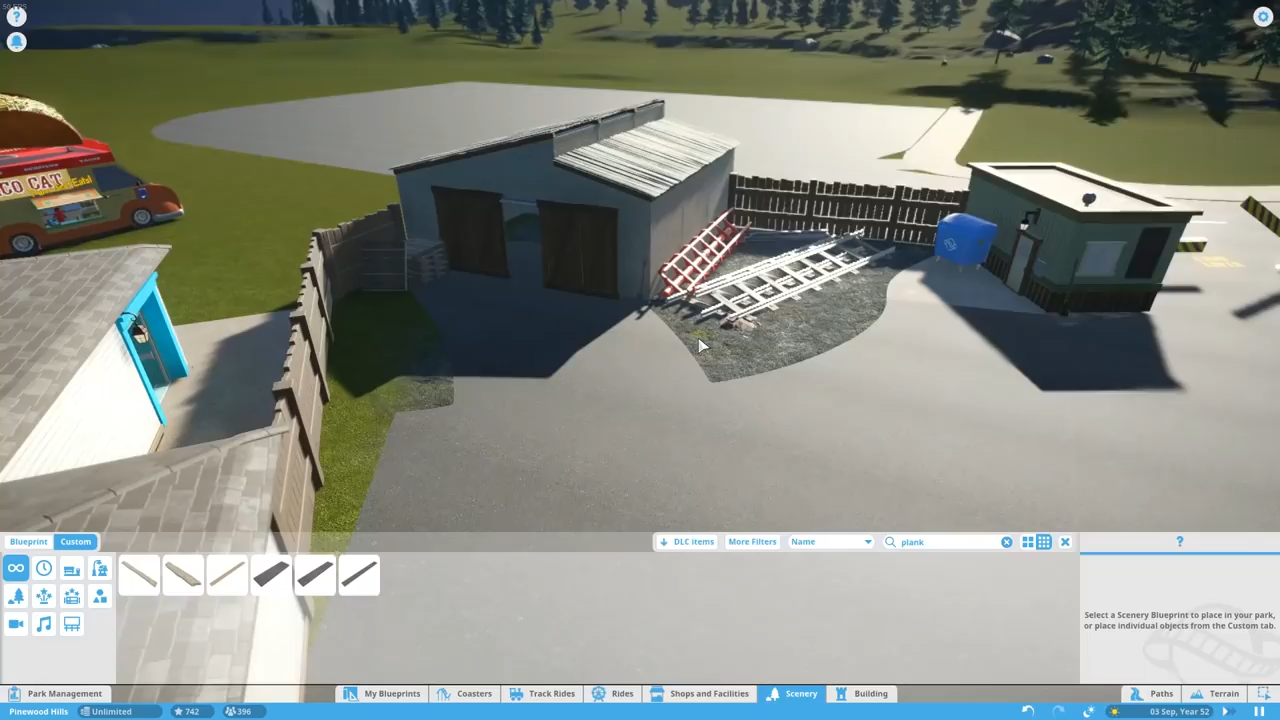 CO CAT
Eats!
Blueprint
Custom
DLC items
More Filters
Name
plank
?
Select a Scenery Blueprint to place in your park,
or place individual objects from the Custom tab.
Park Management
My Blueprints
Coasters
Track Rides
Rides
Shops and Facilities
Scenery
Building
Paths
Terrain
Pinewood Hills
Unlimited
742
396
03 Sep, Year 52